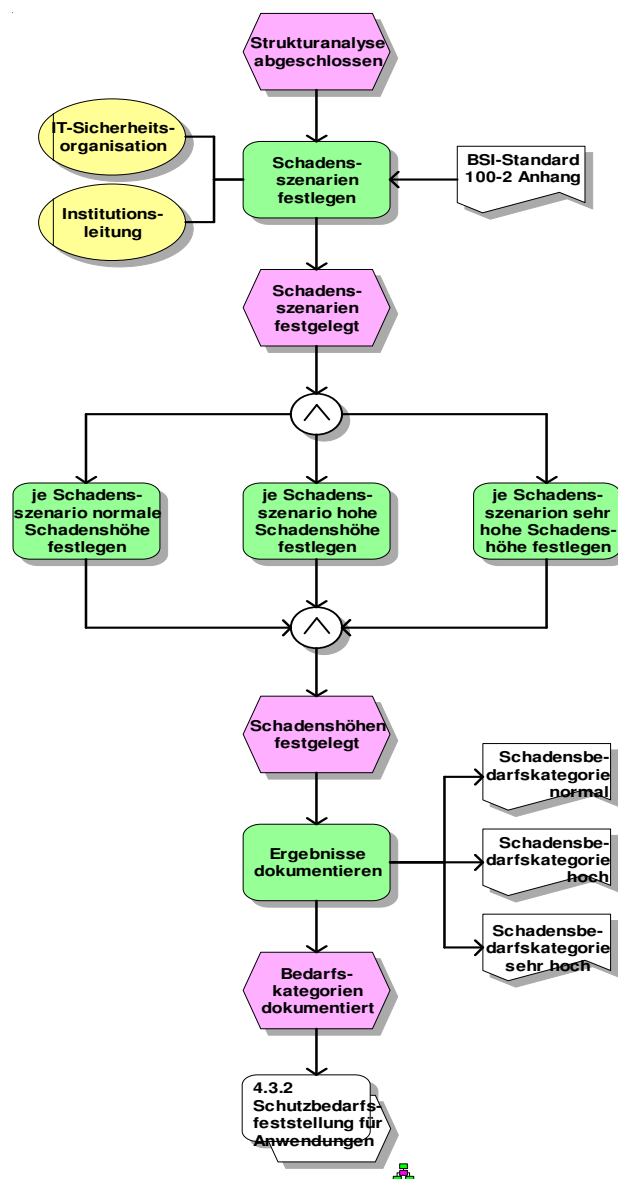 Strukturanalyse
abgeschlossen
IT-Sicherheits-
organisation
Institutions-
leitung
Schadens-
szenarien
festlegen
BSI-Standard
100-2 Anhang
Schadens-
szenarien
festgelegt
je Schadens-
szenario normale
Schadenshöhe
festlegen
je Schadens-
szenario hohe
Schadenshöhe
festlegen
je Schadens-
szenarion sehr
hohe Schadens-
höhe festlegen
Schadenshöhen
festgelegt
Ergebnisse
dokumentieren
Schadensbe-
darfskategorie
normal
Schadensbe-
darfskategorie
hoch
Schadensbe-
darfskategorie
sehr hoch
Bedarfs-
kategorien
dokumentiert
4.3.2
Schutzbedarfs-
feststellung für
Anwendungen